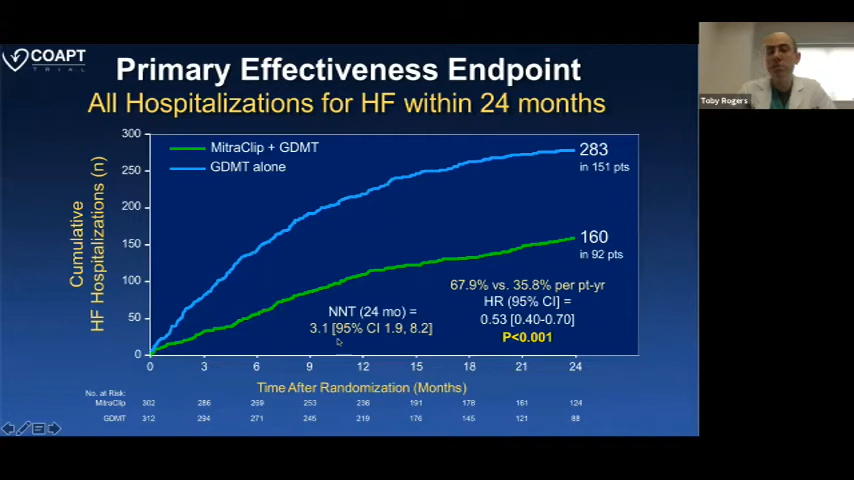 COAPT
TRIAL
Primary Effectiveness Endpoint
All Hospitalizations for HF within 24 months
Toby Rogers
Cumulative
HF Hospitalizations (n)
300
250
200
150
100
50
0
MitraClip + GDMT
GDMT alone
283
in 151 pts
160
in 92 pts
67.9% vs. 35.8% per pt-yr
HR (95% CI] =
0.53 [0.40-0.70]
P<0.001
NNT (24 mo) =
3.1 [95% CI 1.9, 8.2]
0 3 6 9 12 15 18 21 24
Time After Randomization (Months)
No. at Risk:
MitraClip 302 286 269 253 236 191 178 161 124
GDMT 312 294 271 245 219 176 145 121 88